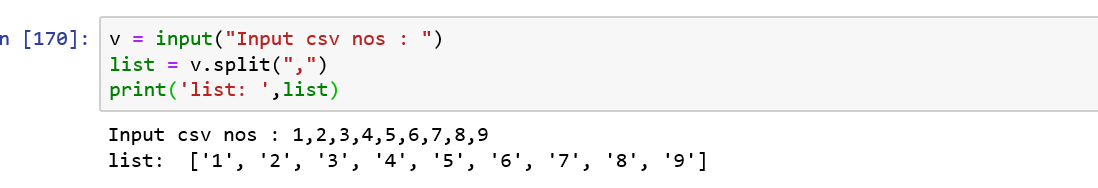 n [170]: v = input("Input csv nos : ")
list = v.split(",")
print('list: ',list)
Input csv nos : 1,2,3,4,5,6,7,8,9
list:  ['1', '2', '3', '4', '5', '6', '7', '8', '9']